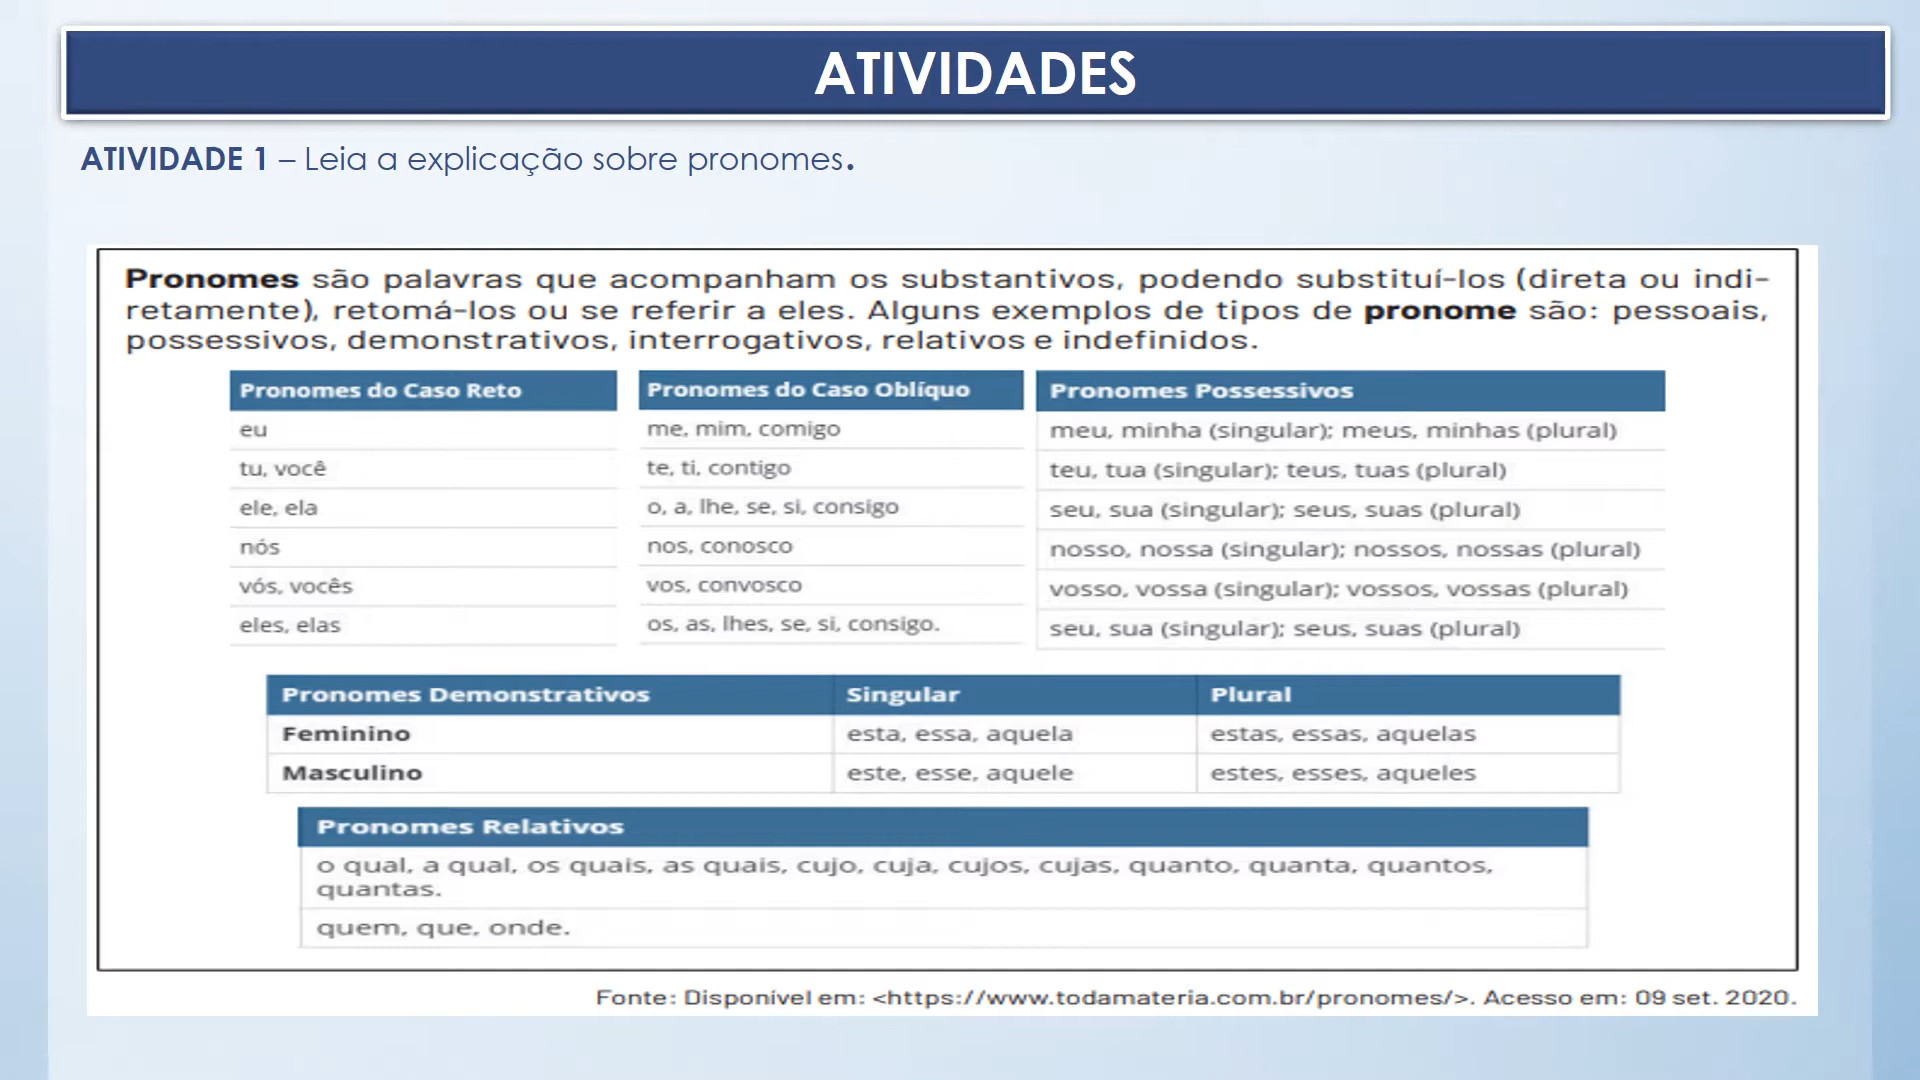 ATIVIDADES
ATIVIDADE 1 – Leia a explicação sobre pronomes.
Pronomes são palavras que acompanham os substantivos, podendo substituí-los (direta ou indi-
retamente), retomá-los ou se referir a eles. Alguns exemplos de tipos de pronome são: pessoais,
possessivos, demonstrativos, interrogativos, relativos e indefinidos.
Pronomes do Caso Reto
eu
tu, você
ele, ela
nós
vós, vocês
eles, elas
Pronomes do Caso Oblíquo
me, mim, comigo
te, ti, contigo
o, a, lhe, se, si, consigo
nos, conosco
vos, convosco
os, as, lhes, se, si, consigo.
Pronomes Possessivos
meu, minha (singular); meus, minhas (plural)
teu, tua (singular); teus, tuas (plural)
seu, sua (singular); seus, suas (plural)
nosso, nossa (singular); nossos, nossas (plural)
vosso, vossa (singular); vossos, vossas (plural)
seu, sua (singular); seus, suas (plural)
Pronomes Demonstrativos Singular Plural
Feminino esta, essa, aquela estas, essas, aquelas
Masculino este, esse, aquele estes, esses, aqueles
Pronomes Relativos
o qual, a qual, os quais, as quais, cujo, cuja, cujos, cujas, quanto, quanta, quantos,
quantas.
quem, que, onde.
Fonte: Disponível em: <https://www.todamateria.com.br/pronomes/>. Acesso em: 09 set. 2020.